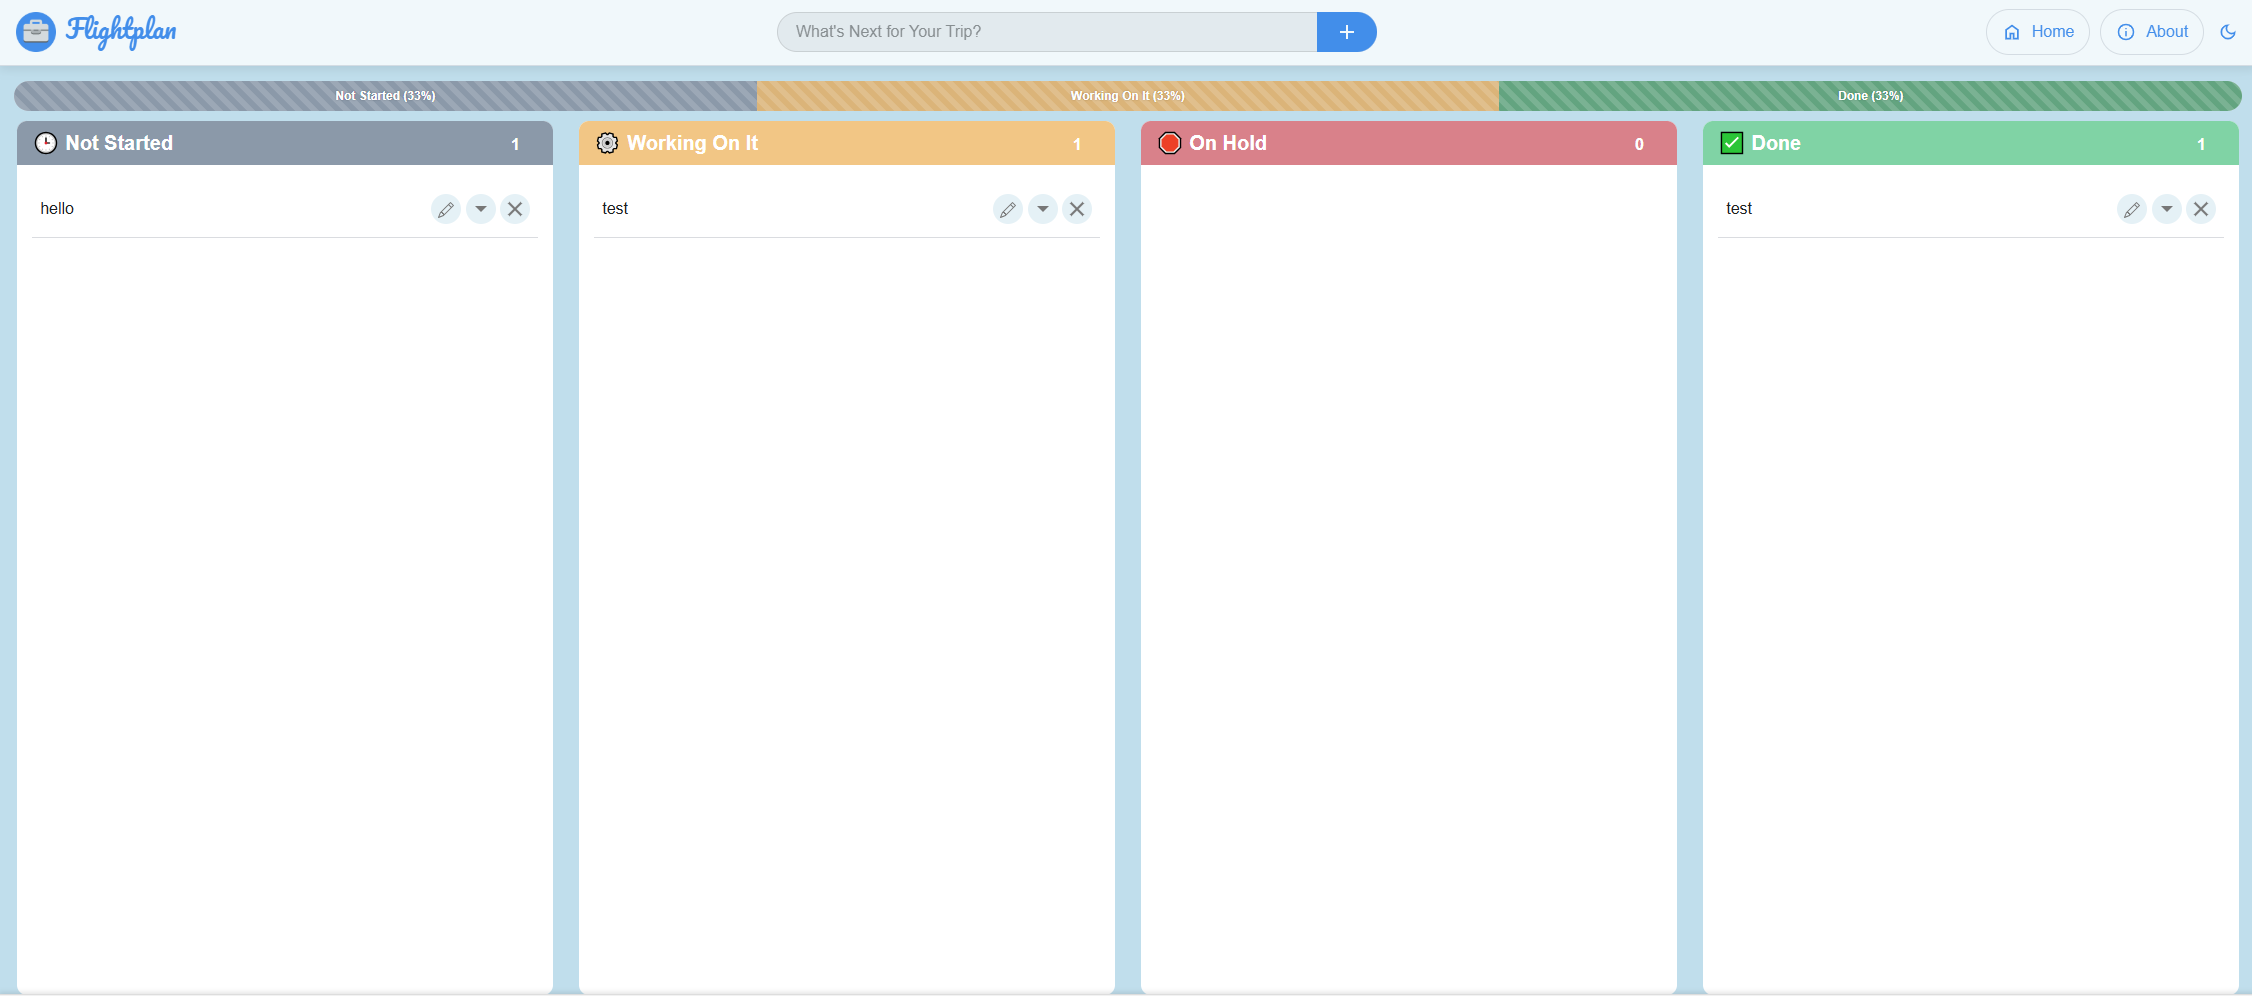 Flightplan
What's Next for Your Trip?
Home
About
Not Started (33%)
Working On It (33%)
Done (33%)
Not Started 1
hello
Working On It 1
test
On Hold 0
Done 1
test